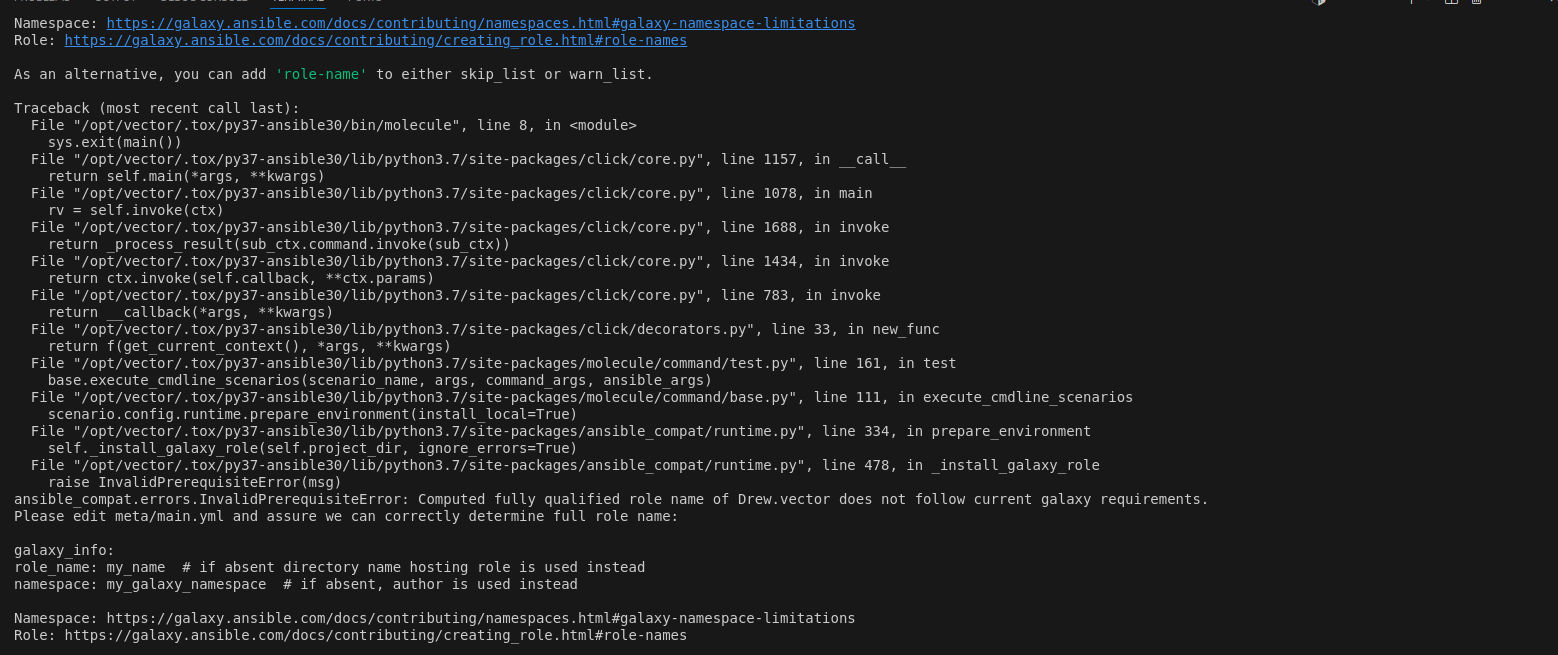 TERMINAL
Namespace: https://galaxy.ansible.com/docs/contributing/namespaces.html#galaxy-namespace-limitations
Role: https://galaxy.ansible.com/docs/contributing/creating_role.html#role-names
As an alternative, you can add 'role-name' to either skip_list or warn_list.
Traceback (most recent call last):
  File "/opt/vector/.tox/py37-ansible30/bin/molecule", line 8, in <module>
    sys.exit(main())
  File "/opt/vector/.tox/py37-ansible30/lib/python3.7/site-packages/click/core.py", line 1157, in __call__
    return self.main(*args, **kwargs)
  File "/opt/vector/.tox/py37-ansible30/lib/python3.7/site-packages/click/core.py", line 1078, in main
    rv = self.invoke(ctx)
  File "/opt/vector/.tox/py37-ansible30/lib/python3.7/site-packages/click/core.py", line 1688, in invoke
    return _process_result(sub_ctx.command.invoke(sub_ctx))
  File "/opt/vector/.tox/py37-ansible30/lib/python3.7/site-packages/click/core.py", line 1434, in invoke
    return ctx.invoke(self.callback, **ctx.params)
  File "/opt/vector/.tox/py37-ansible30/lib/python3.7/site-packages/click/core.py", line 783, in invoke
    return __callback(*args, **kwargs)
  File "/opt/vector/.tox/py37-ansible30/lib/python3.7/site-packages/click/decorators.py", line 33, in new_func
    return f(get_current_context(), *args, **kwargs)
  File "/opt/vector/.tox/py37-ansible30/lib/python3.7/site-packages/molecule/command/test.py", line 161, in test
    base.execute_cmdline_scenarios(scenario_name, args, command_args, ansible_args)
  File "/opt/vector/.tox/py37-ansible30/lib/python3.7/site-packages/molecule/command/base.py", line 111, in execute_cmdline_scenarios
    scenario.config.runtime.prepare_environment(install_local=True)
  File "/opt/vector/.tox/py37-ansible30/lib/python3.7/site-packages/ansible_compat/runtime.py", line 334, in prepare_environment
    self._install_galaxy_role(self.project_dir, ignore_errors=True)
  File "/opt/vector/.tox/py37-ansible30/lib/python3.7/site-packages/ansible_compat/runtime.py", line 478, in _install_galaxy_role
    raise InvalidPrerequisiteError(msg)
ansible_compat.errors.InvalidPrerequisiteError: Computed fully qualified role name of Drew.vector does not follow current galaxy requirements.
Please edit meta/main.yml and assure we can correctly determine full role name:
galaxy_info:
role_name: my_name  # if absent directory name hosting role is used instead
namespace: my_galaxy_namespace  # if absent, author is used instead
Namespace: https://galaxy.ansible.com/docs/contributing/namespaces.html#galaxy-namespace-limitations
Role: https://galaxy.ansible.com/docs/contributing/creating_role.html#role-names